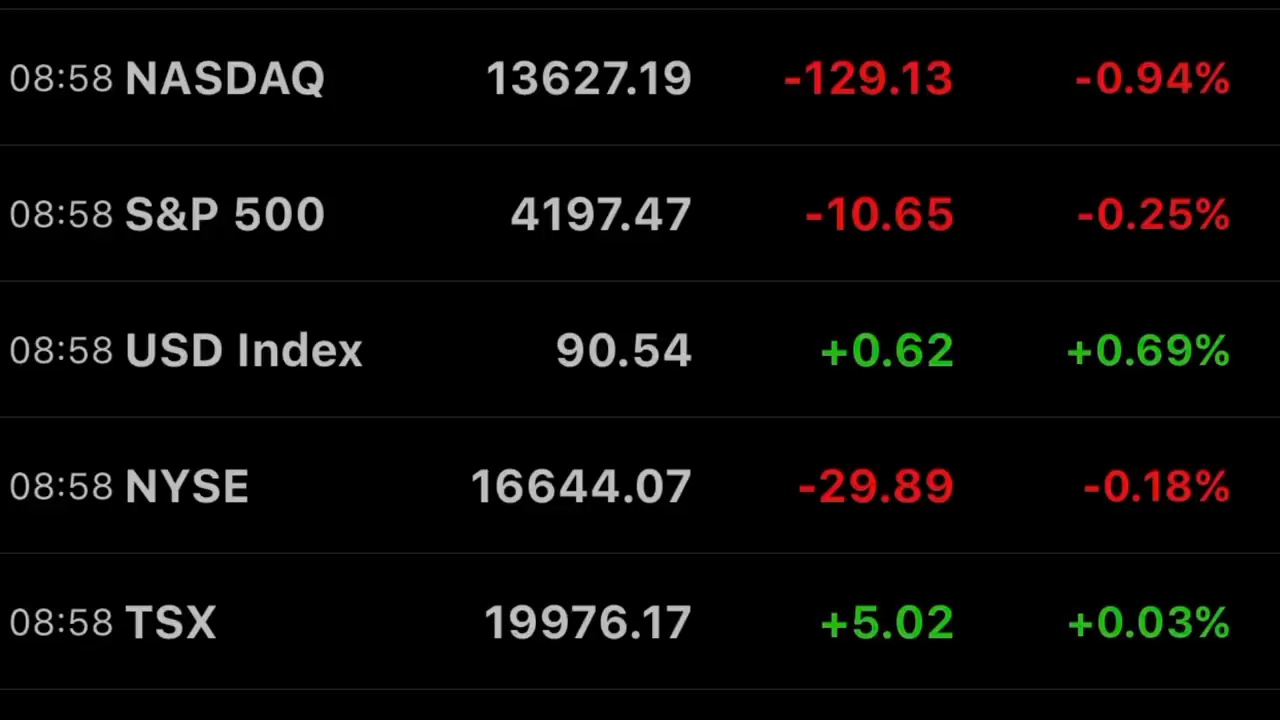 08:58 NASDAQ 13627.19 -129.13 -0.94%
08:58 S&P 500 4197.47 -10.65 -0.25%
08:58 USD Index 90.54 +0.62 +0.69%
08:58 NYSE 16644.07 -29.89 -0.18%
08:58 TSX 19976.17 +5.02 +0.03%